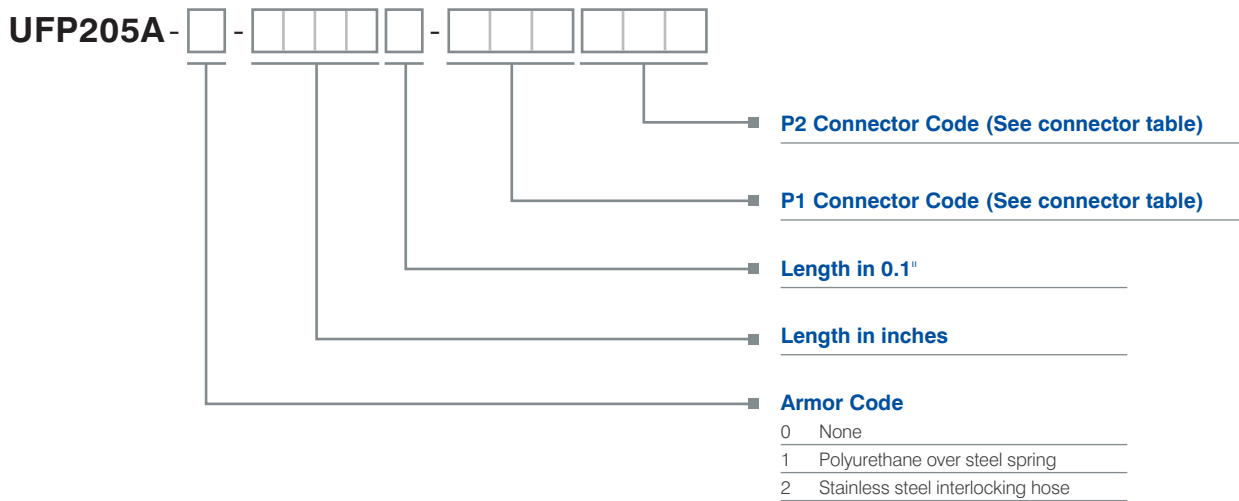 UFP205A - - -
P2 Connector Code (See connector table)
P1 Connector Code (See connector table)
Length in 0.1"
Length in inches
Armor Code
0 None
1 Polyurethane over steel spring
2 Stainless steel interlocking hose